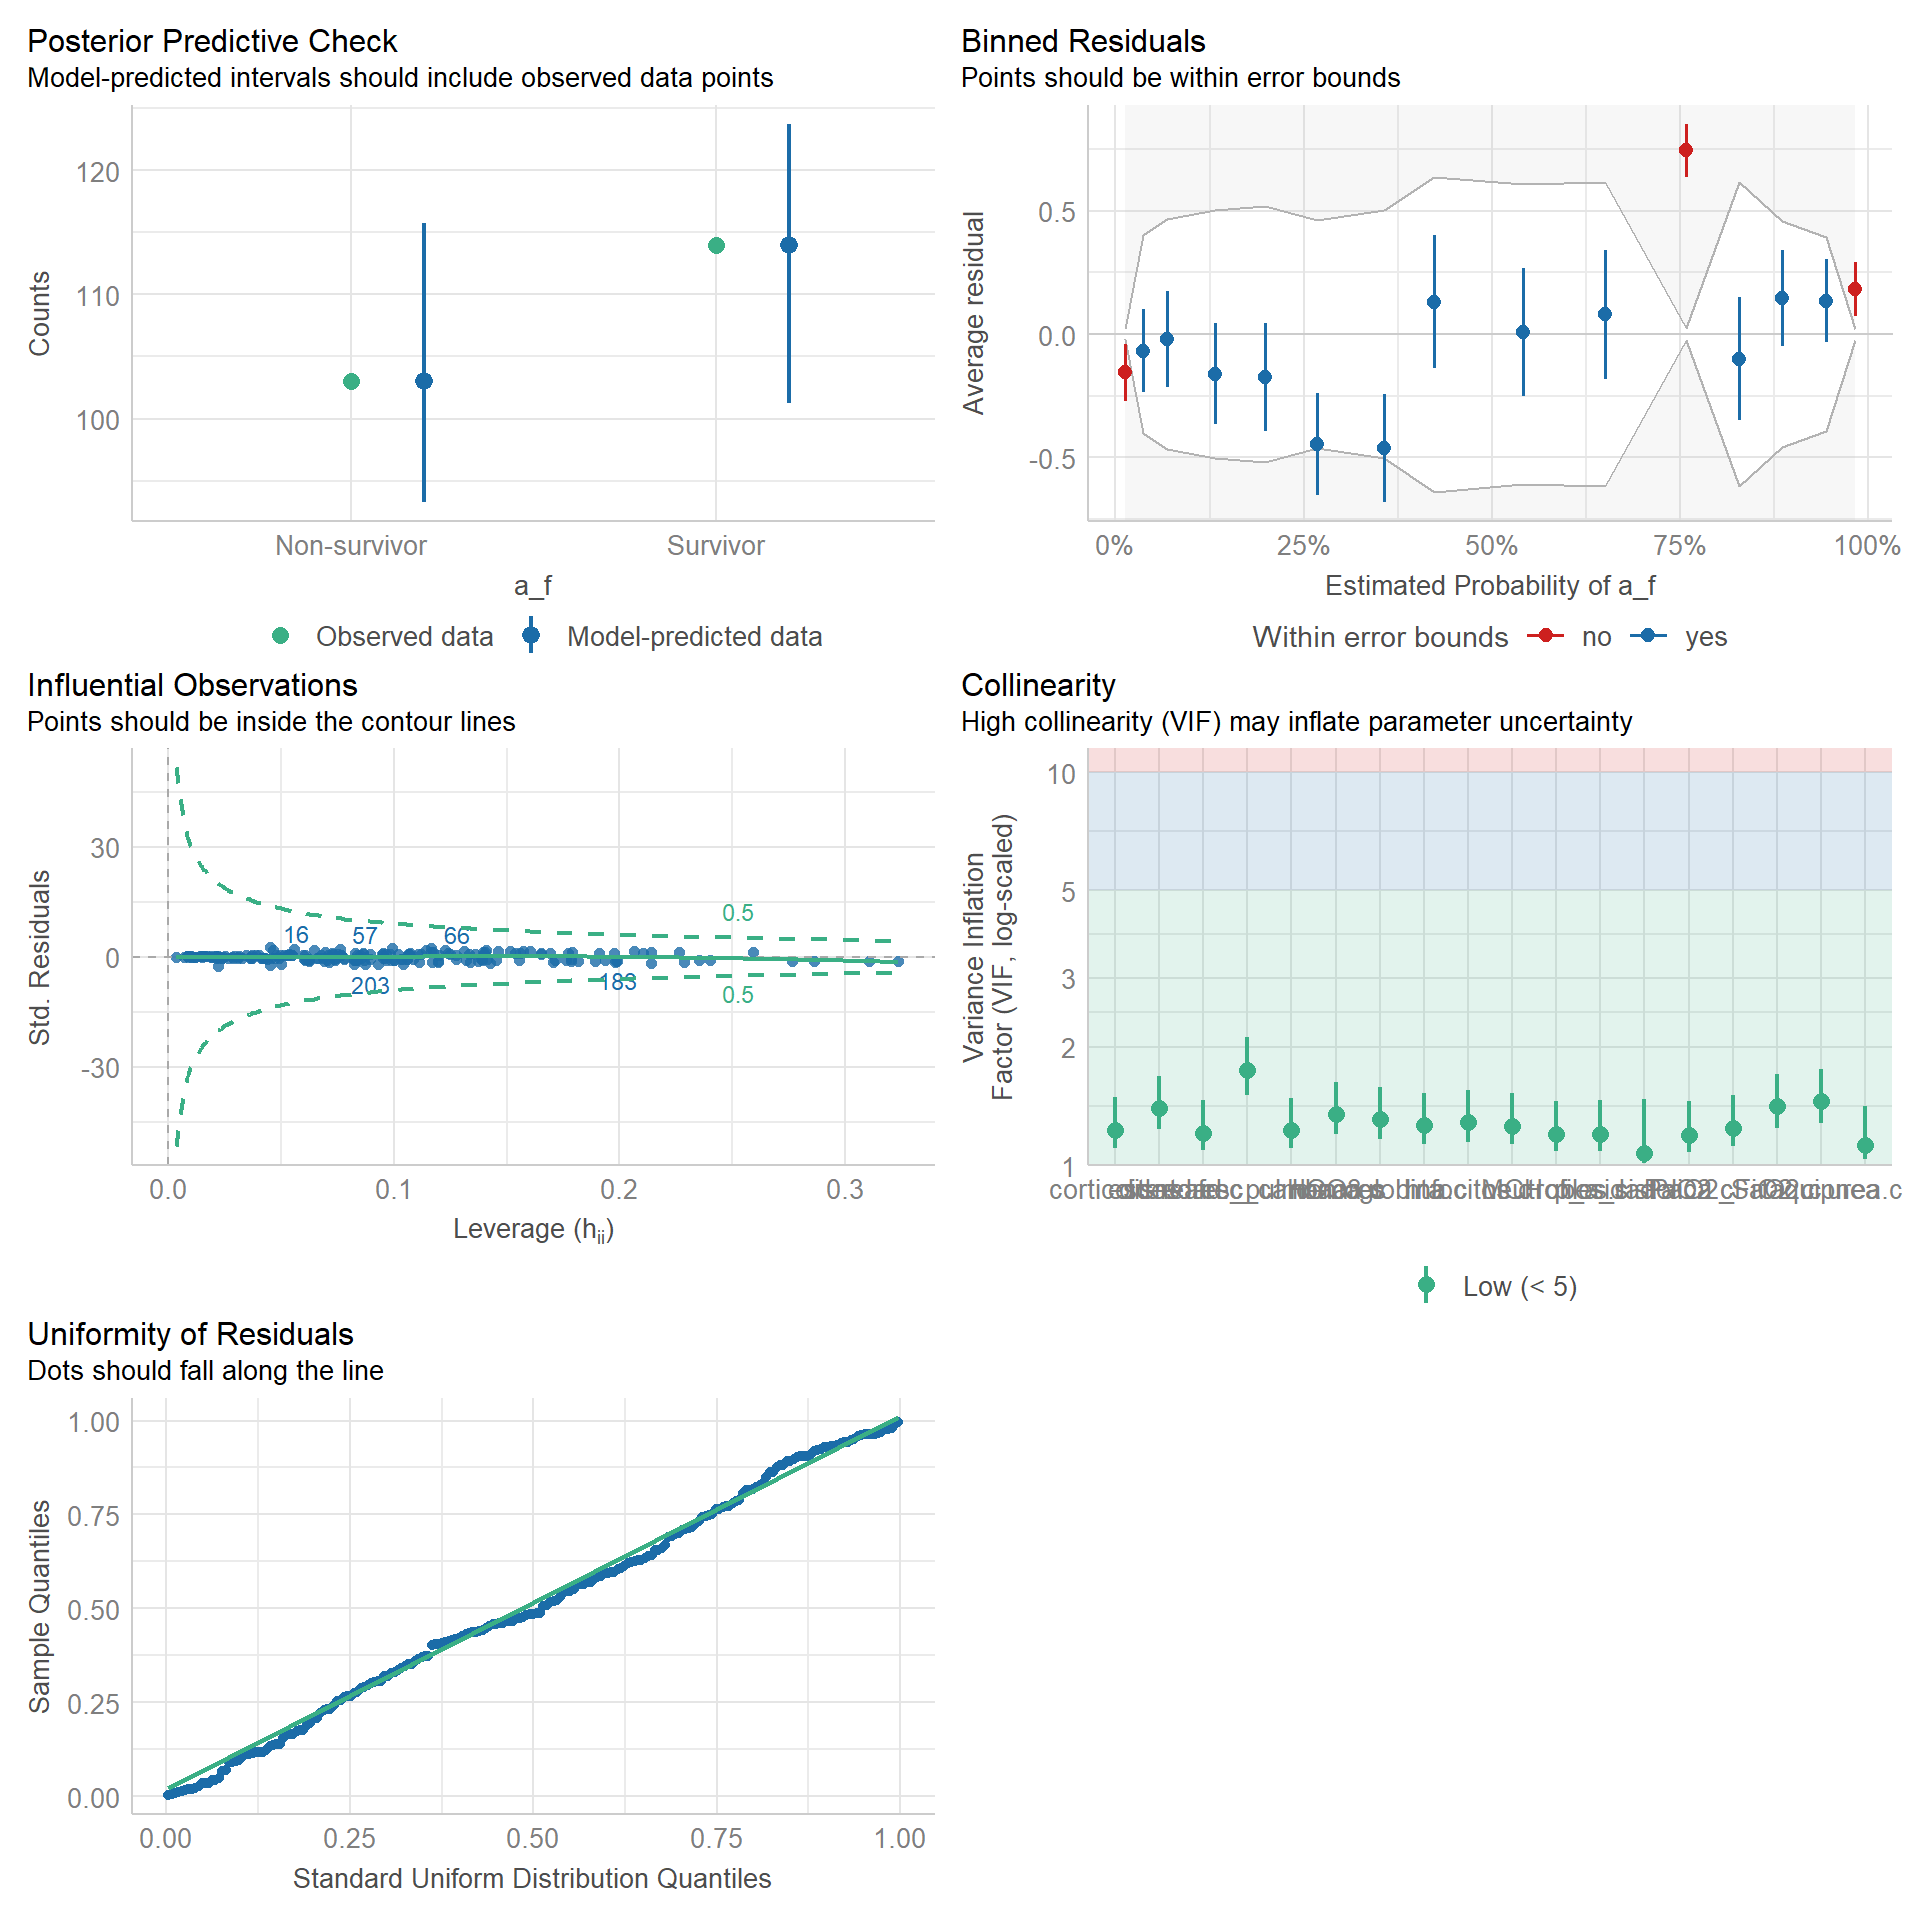 Posterior Predictive Check
Model-predicted intervals should include observed data points
Counts
120
110
100
Non-survivor
Survivor
a_f
Observed data
Model-predicted data
Binned Residuals
Points should be within error bounds
Average residual
0.5
0.0
-0.5
0%
25%
50%
75%
100%
Estimated Probability of a_f
Within error bounds
no
yes
Influential Observations
Points should be inside the contour lines
Std. Residuals
30
0
-30
16
57
66
203
183
0.5
0.5
0.0
0.1
0.2
0.3
Leverage (hii)
Collinearity
High collinearity (VIF) may inflate parameter uncertainty
Variance Inflation
Factor (VIF, log-scaled)
10
5
3
2
1
Low (< 5)
Uniformity of Residuals
Dots should fall along the line
Sample Quantiles
1.00
0.75
0.50
0.25
0.00
0.00
0.25
0.50
0.75
1.00
Standard Uniform Distribution Quantiles